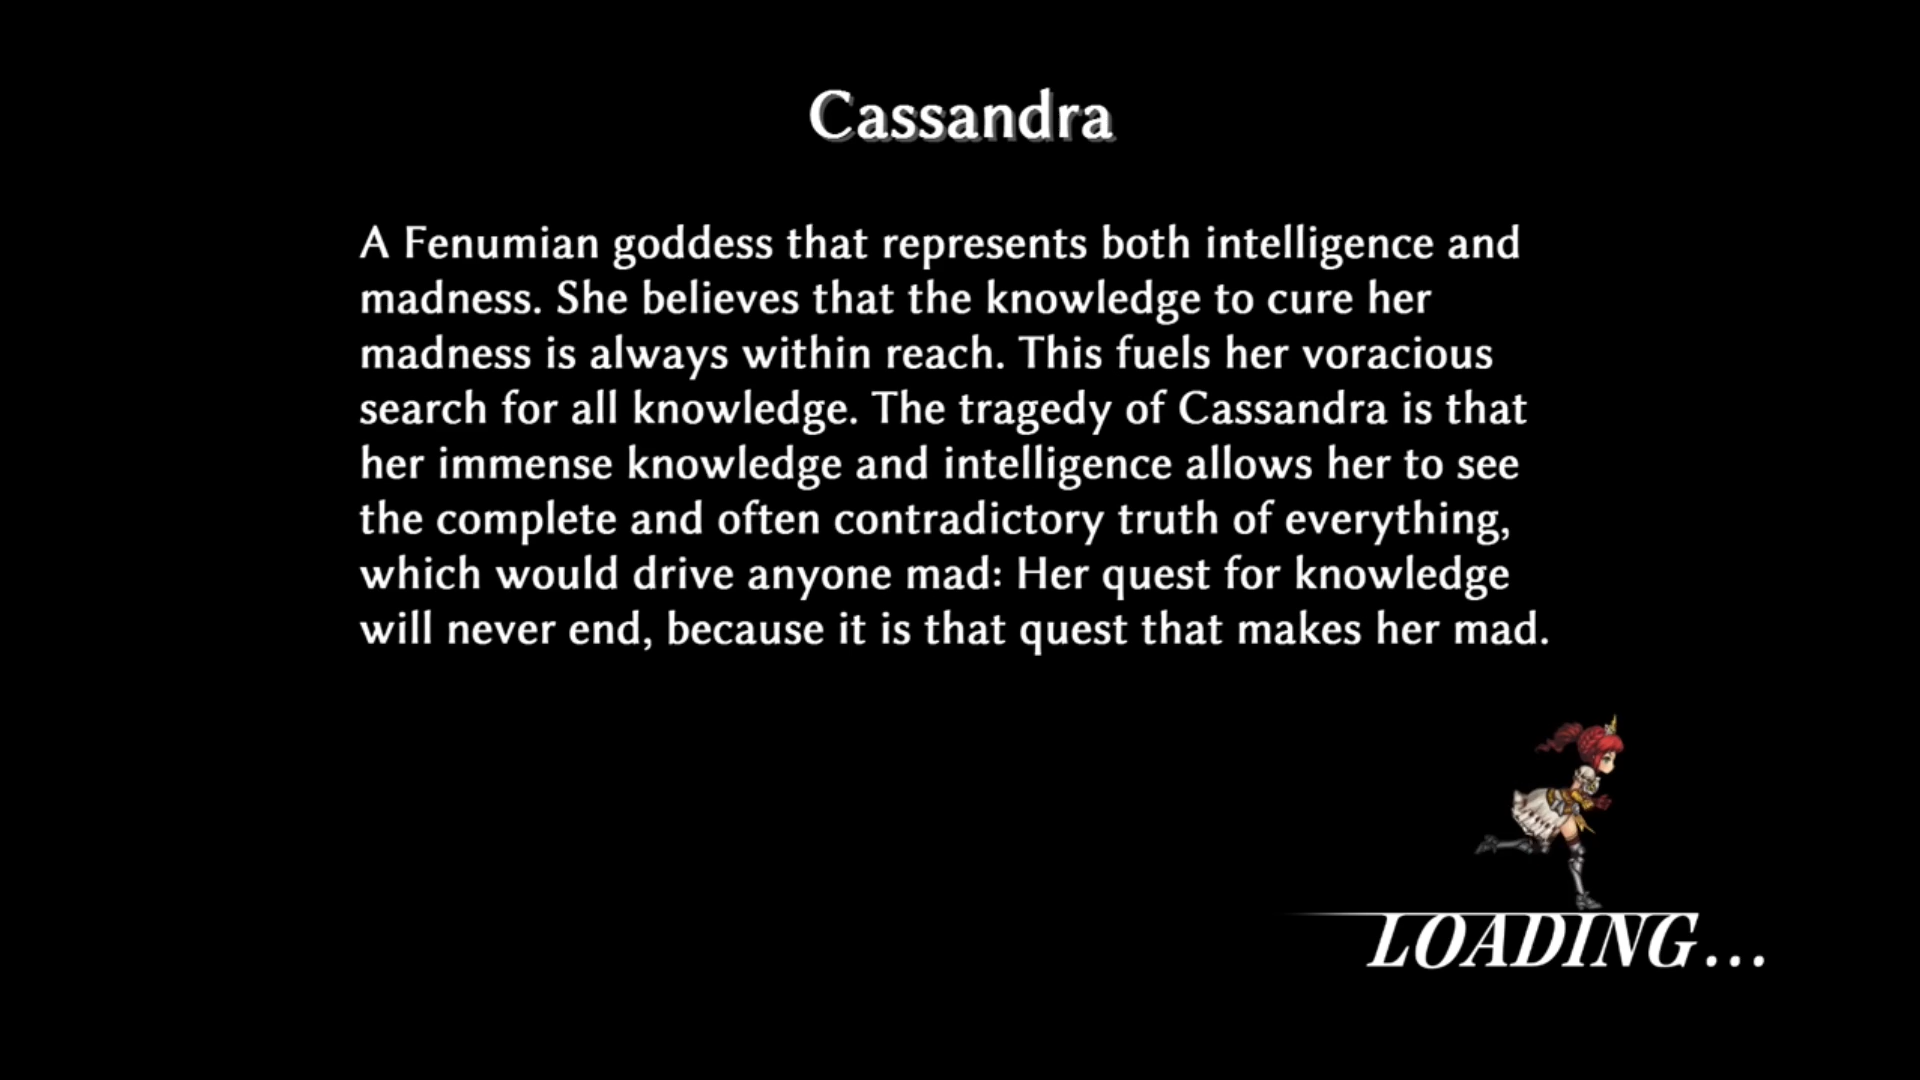 Cassandra
A Fenumian goddess that represents both intelligence and
madness. She believes that the knowledge to cure her
madness is always within reach. This fuels her voracious
search for all knowledge. The tragedy of Cassandra is that
her immense knowledge and intelligence allows her to see
the complete and often contradictory truth of everything,
which would drive anyone mad: Her quest for knowledge
will never end, because it is that quest that makes her mad.
LOADING...